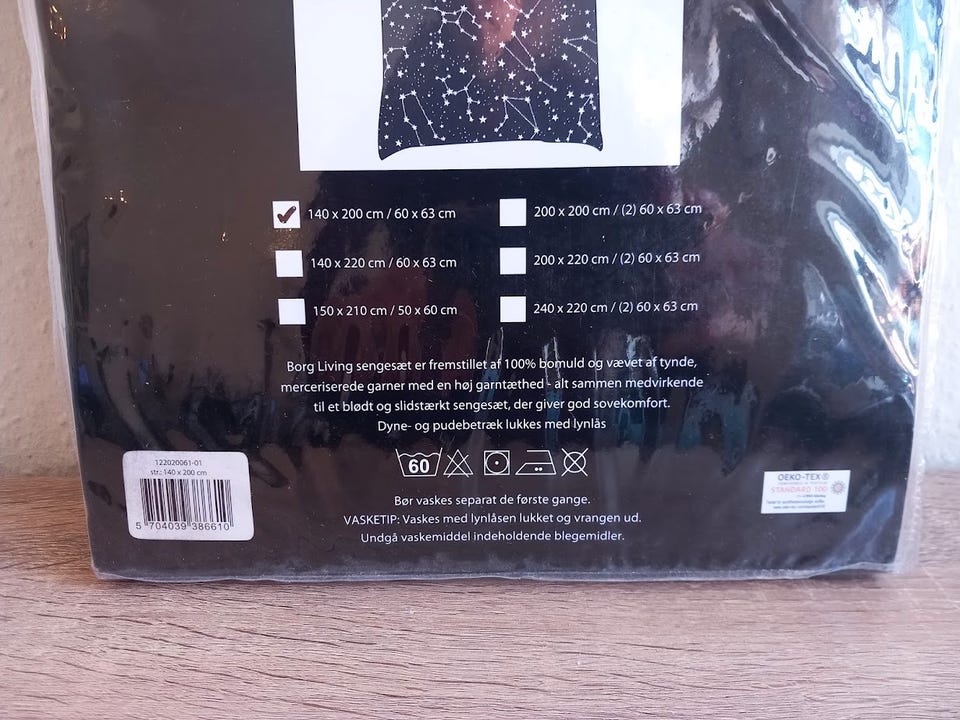 140 x 200 cm / 60 x 63 cm
200 x 200 cm / (2) 60 x 63 cm
140 x 220 cm / 60 x 63 cm
200 x 220 cm / (2) 60 x 63 cm
150 x 210 cm / 50 x 60 cm
240 x 220 cm / (2) 60 x 63 cm
Borg Living sengesæt er fremstillet af 100% bomuld og vævet af tynde,
merceriserede garner med en høj garntæthed - alt sammen medvirkende
til et blødt og slidstærkt sengesæt, der giver god sovekomfort.
Dyne- og pudebetræk lukkes med lynlås
60
Bør vaskes separat de første gange.
VASKETIP: Vaskes med lynlåsen lukket og vrangen ud.
Undgå vaskemiddel indeholdende blegemidler.
122020061-01
str.: 140 x 200 cm
5 704039 386610
OEKO-TEX®
STANDARD 100